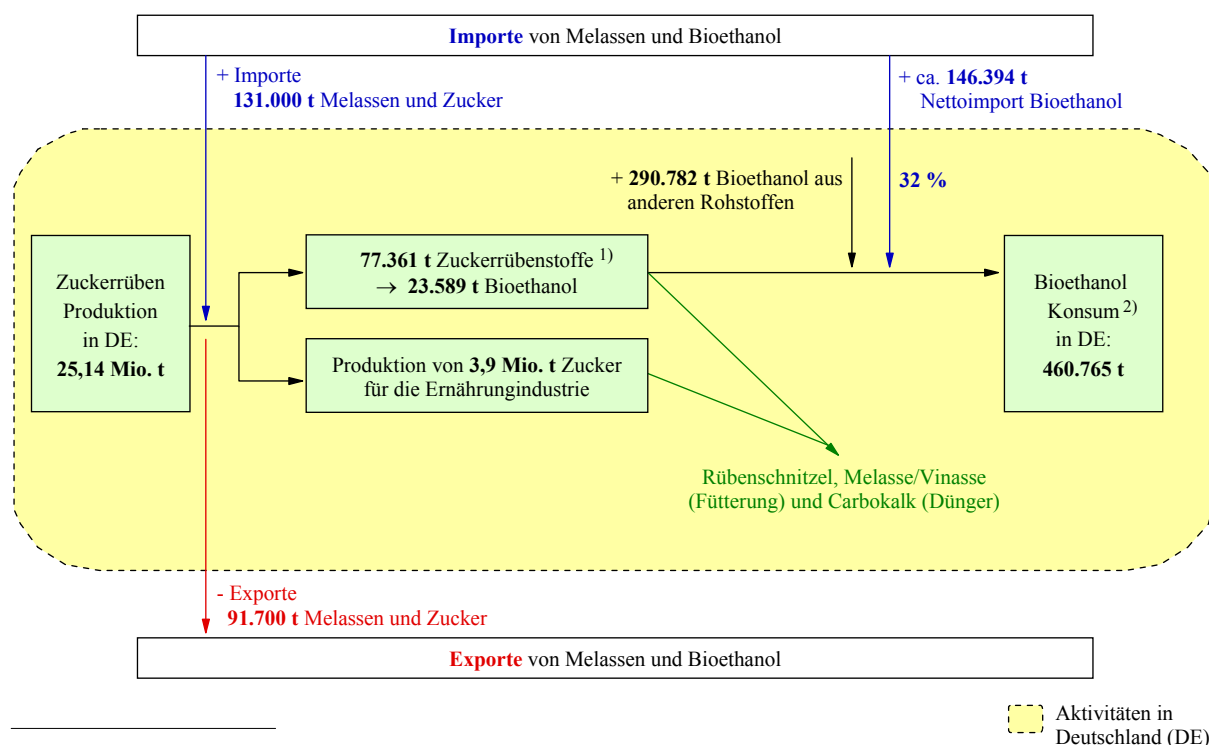 Importe von Melassen und Bioethanol
+ Importe
131.000 t Melassen und Zucker
+ ca. 146.394 t
Nettoimport Bioethanol
+ 290.782 t Bioethanol aus
anderen Rohstoffen
32 %
Zuckerrüben
Produktion
in DE:
25,14 Mio. t
77.361 t Zuckerrübenstoffe 1)
→ 23.589 t Bioethanol
Produktion von 3,9 Mio. t Zucker
für die Ernährungindustrie
Bioethanol
Konsum 2)
in DE:
460.765 t
Rübenschnitzel, Melasse/Vinasse
(Fütterung) und Carbokalk (Dünger)
- Exporte
91.700 t Melassen und Zucker
Exporte von Melassen und Bioethanol
Aktivitäten in
Deutschland (DE)